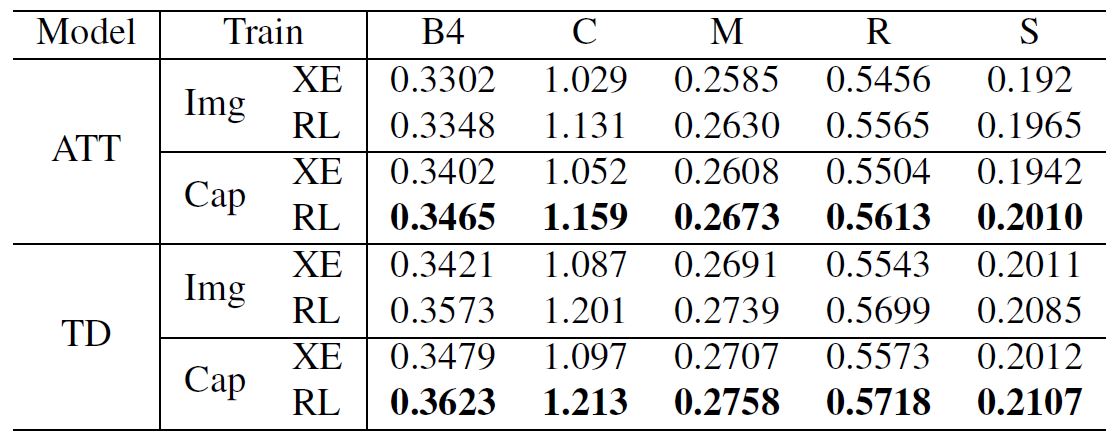 Model Train B4 C M R S
ATT Img XE 0.3302 1.029 0.2585 0.5456 0.192
RL 0.3348 1.131 0.2630 0.5565 0.1965
Cap XE 0.3402 1.052 0.2608 0.5504 0.1942
RL 0.3465 1.159 0.2673 0.5613 0.2010
TD Img XE 0.3421 1.087 0.2691 0.5543 0.2011
RL 0.3573 1.201 0.2739 0.5699 0.2085
Cap XE 0.3479 1.097 0.2707 0.5573 0.2012
RL 0.3623 1.213 0.2758 0.5718 0.2107